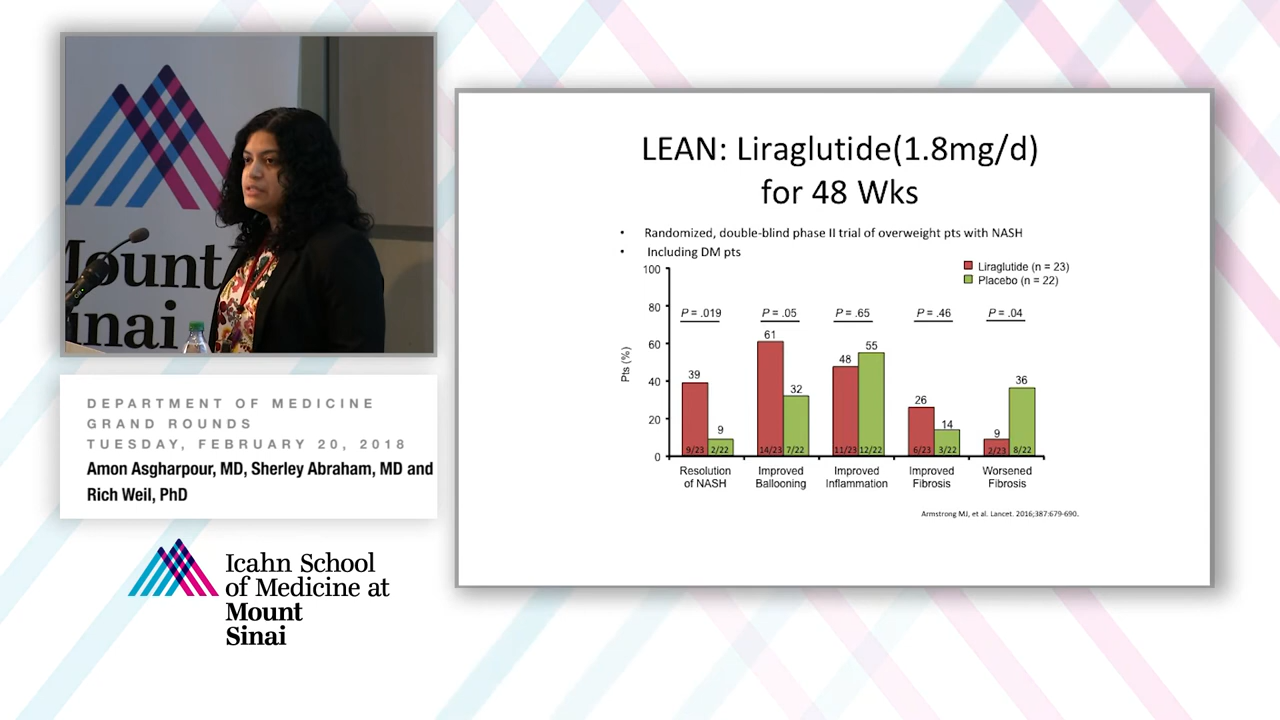 Mount
Sinai
DEPARTMENT OF MEDICINE
GRAND ROUNDS
TUESDAY, FEBRUARY 20, 2018
Amon Asgharpour, MD, Sherley Abraham, MD and
Rich Weil, PhD
Icahn School
of Medicine at
Mount
Sinai
LEAN: Liraglutide(1.8mg/d)
for 48 Wks
• Randomized, double-blind phase II trial of overweight pts with NASH
• Including DM pts
Liraglutide (n = 23)
Placebo (n = 22)
Pts (%)
100
80
60
40
20
0
P = .019 P = .05 P = .65 P = .46 P = .04
39 9 61 32 48 55 26 14 9 36
9/23 2/22 14/23 7/22 11/23 12/22 6/23 3/22 2/23 8/22
Resolution Improved Improved Improved Worsened
of NASH Ballooning Inflammation Fibrosis Fibrosis
Armstrong MJ, et al. Lancet. 2016;387:679-690.